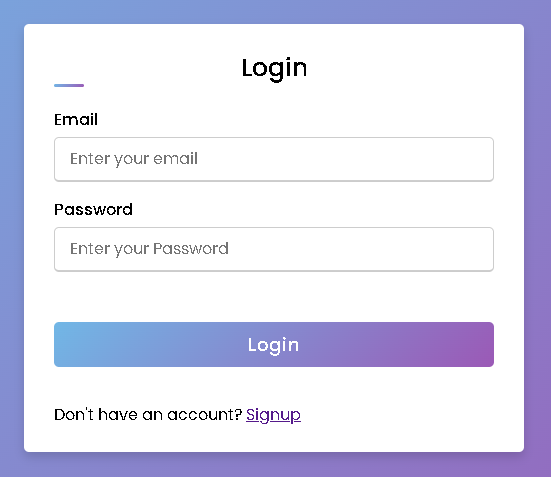 Login
Email
Enter your email
Password
Enter your Password
Login
Don't have an account? Signup